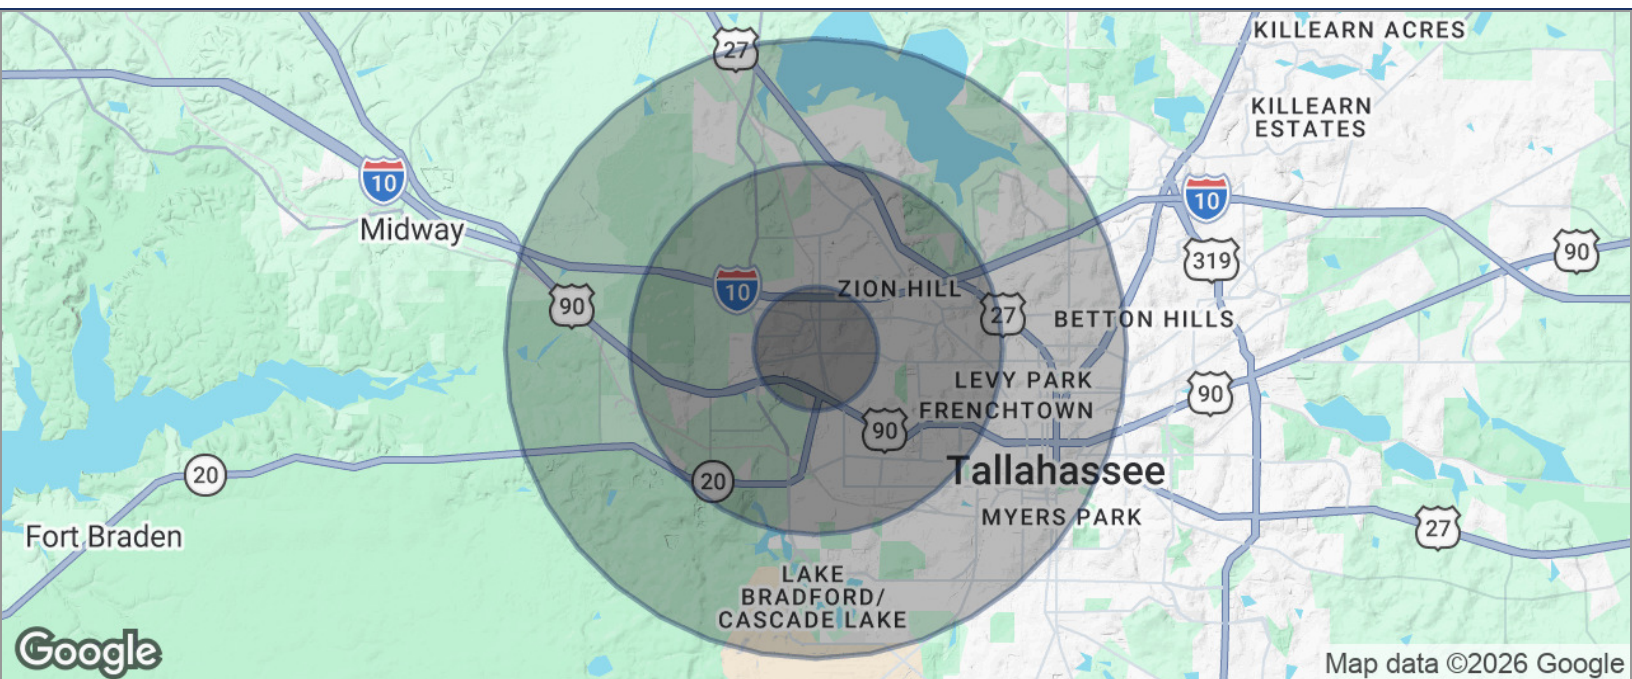 KILLEARN ACRES
27
KILLEARN
ESTATES
10
10
Midway
90
319
10
ZION HILL
90
27
BETTON HILLS
LEVY PARK
90
FRENCHTOWN
90
Tallahassee
20
20
MYERS PARK
27
Fort Braden
LAKE
BRADFORD/
CASCADE LAKE
Google
Map data ©2026 Google